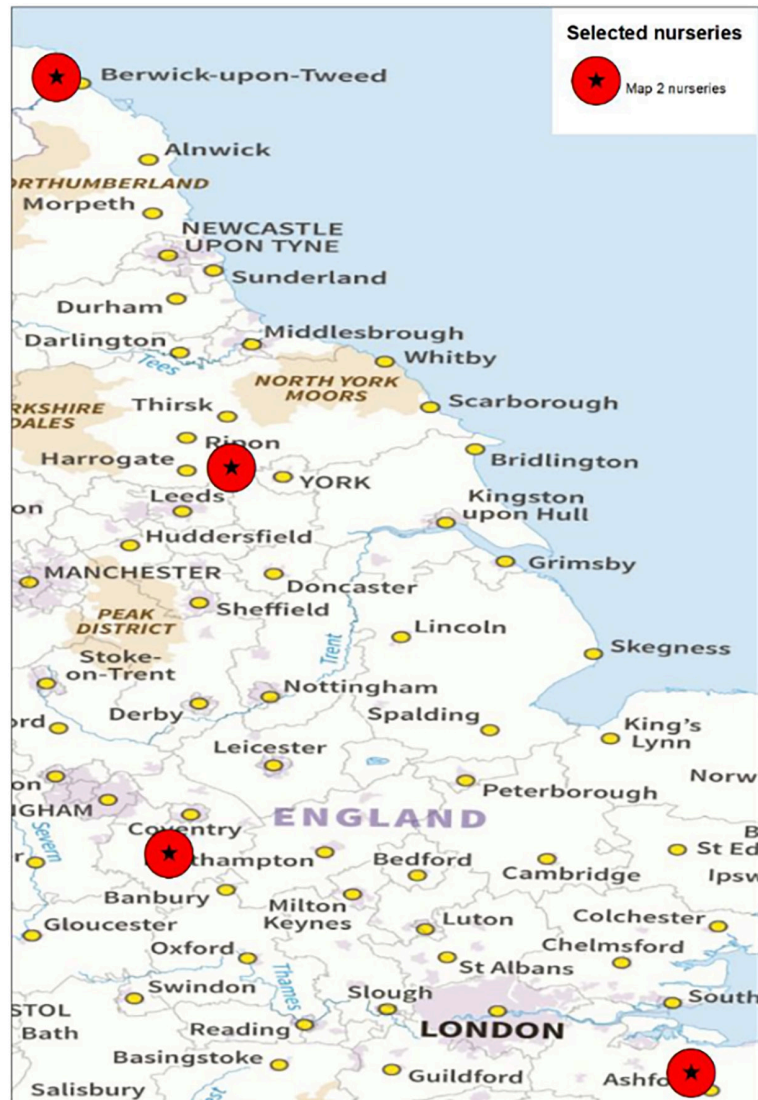 Selected nurseries
Map 2 nurseries
Berwick-upon-Tweed
Alnwick
ORTHUMBERLAND
Morpeth
NEWCASTLE
UPON TYNE
Sunderland
Durham
Middlesbrough
Darlington
Tees
Whitby
NORTH YORK
MOORS
Scarborough
RKSHIRE
DALES
Thirsk
Ripon
Harrogate
Bridlington
YORK
Leeds
Kingston
upon Hull
on
Huddersfield
Grimsby
MANCHESTER
Doncaster
Sheffield
PEAK
DISTRICT
Trent
Lincoln
Skegness
Stoke-
on-Trent
Nottingham
Derby
Spalding
ord
King's
Lynn
Leicester
on
Peterborough
Norw
NGHAM
ENGLAND
Coventry
Severn
r
thampton
Bedford
Cambridge
St Ed
Ipsw
Banbury
Milton
Keynes
Luton
Colchester
Gloucester
Oxford
St Albans
Chelmsford
Thames
Swindon
Slough
South
STOL
Bath
Reading
LONDON
Basingstoke
Guildford
Ashfo
Salisbury
est